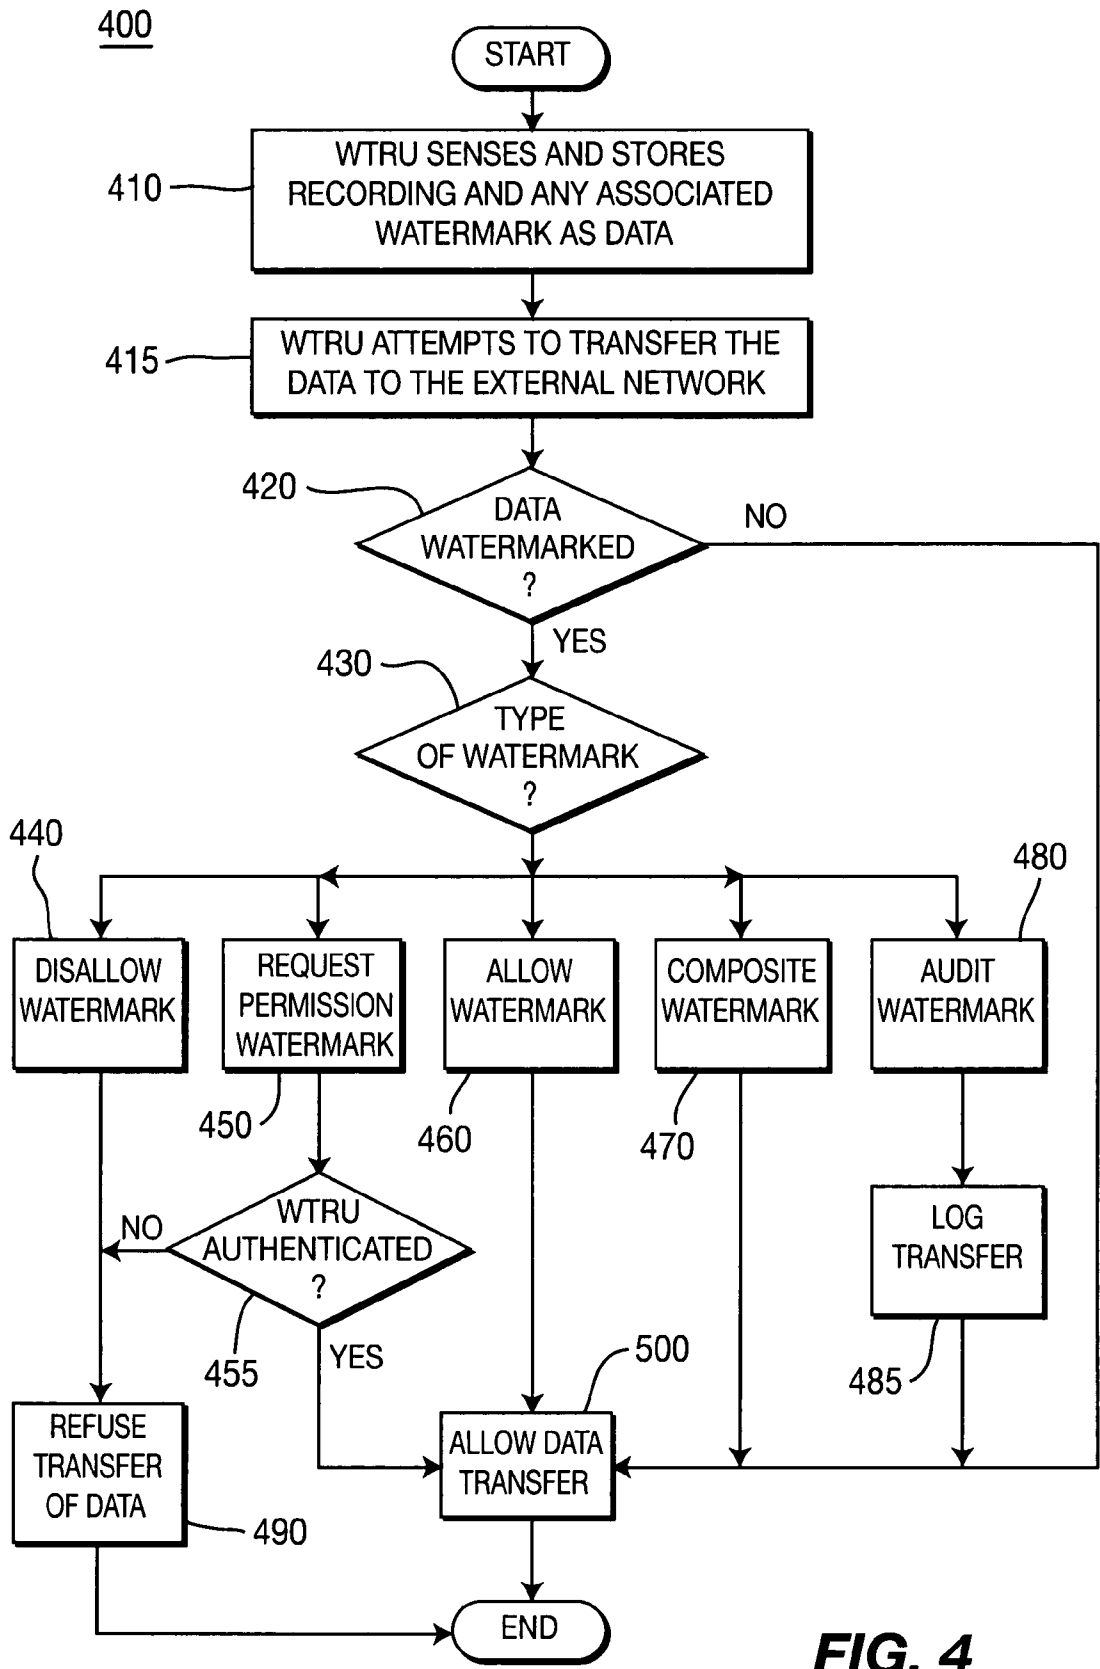 400
START
410
WTRU SENSES AND STORES
RECORDING AND ANY ASSOCIATED
WATERMARK AS DATA
415
WTRU ATTEMPTS TO TRANSFER THE
DATA TO THE EXTERNAL NETWORK
420
DATA
WATERMARKED
?
NO
YES
430
TYPE
OF WATERMARK
?
440
480
DISALLOW
WATERMARK
REQUEST
PERMISSION
WATERMARK
ALLOW
WATERMARK
COMPOSITE
WATERMARK
AUDIT
WATERMARK
450
460
470
WTRU
AUTHENTICATED
?
NO
YES
455
LOG
TRANSFER
485
500
REFUSE
TRANSFER
OF DATA
490
ALLOW DATA
TRANSFER
END
FIG. 4